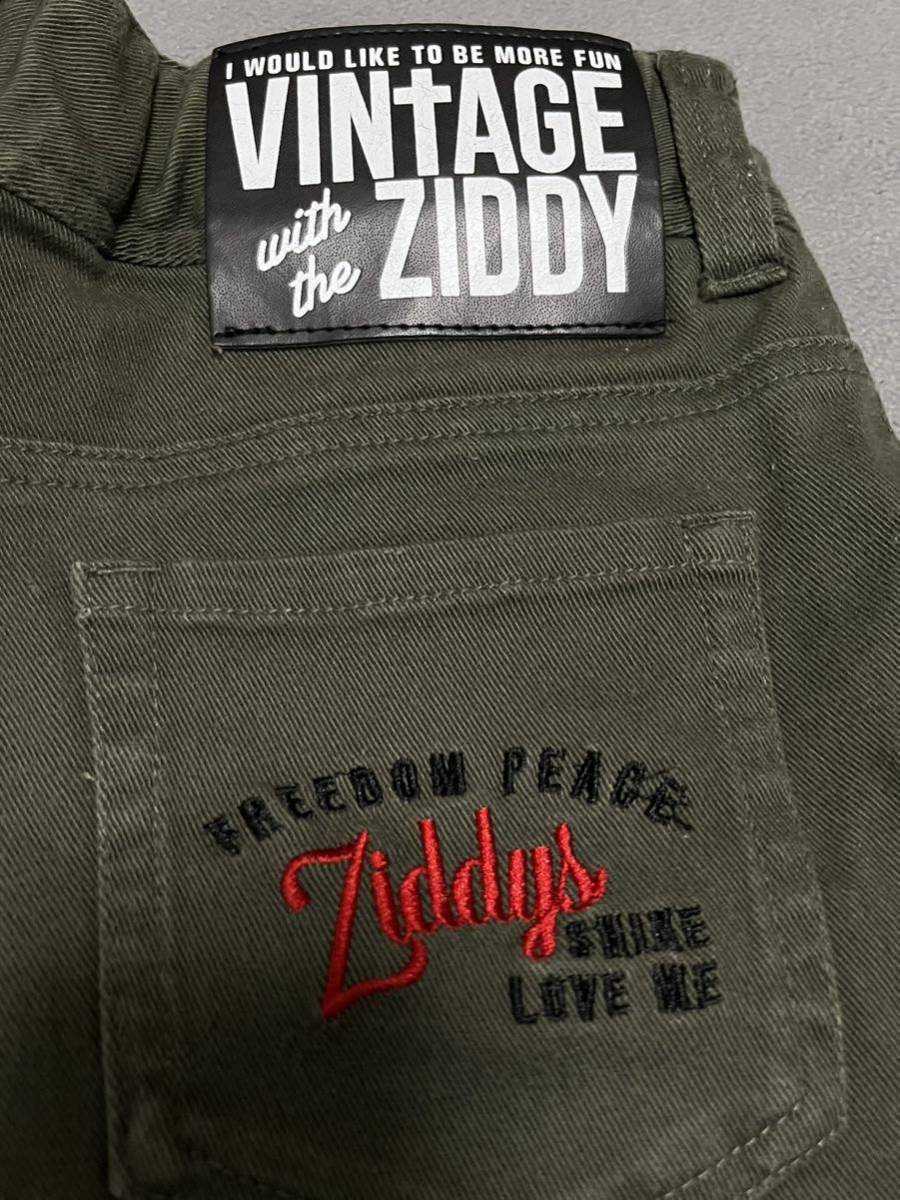 I WOULD LIKE TO BE MORE FUN
VINTAGE
with the ZIDDY
FREEDOM PEACE
Ziddys
SHINE
LOVE ME